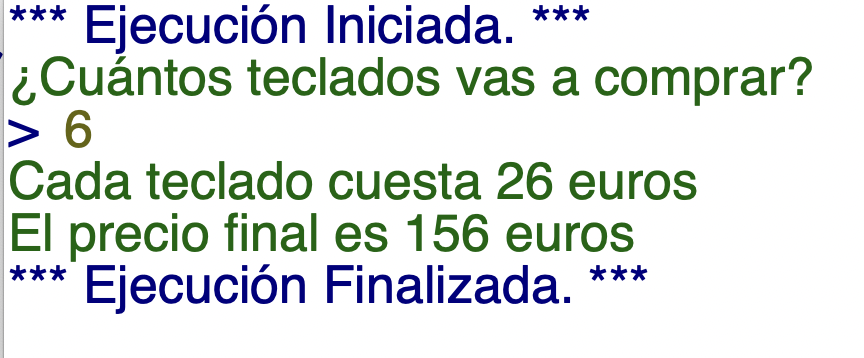 *** Ejecución Iniciada. ***
¿Cuántos teclados vas a comprar?
> 6
Cada teclado cuesta 26 euros
El precio final es 156 euros
*** Ejecución Finalizada. ***